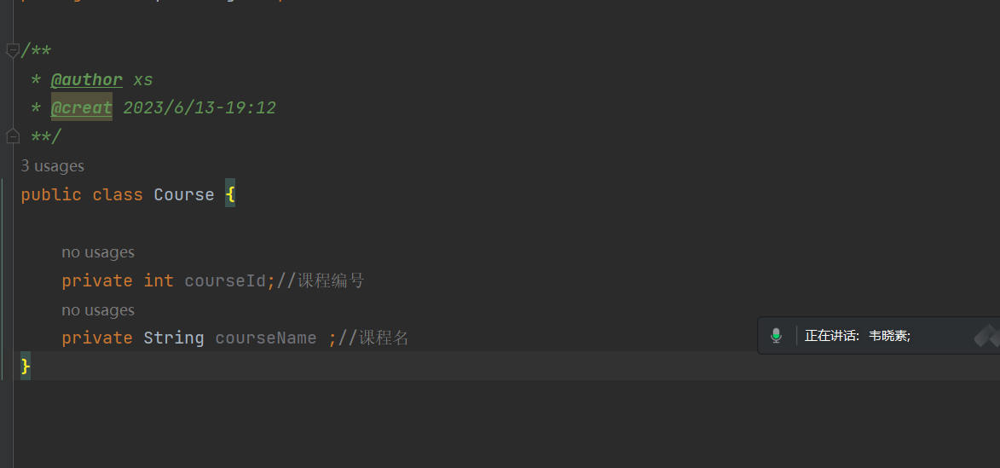 /**
* @author xs
* @creat 2023/6/13-19:12
**/
3 usages
public class Course {
no usages
private int courseId;//课程编号
no usages
private String courseName ;//课程名
正在讲话: 韦晓素;
}